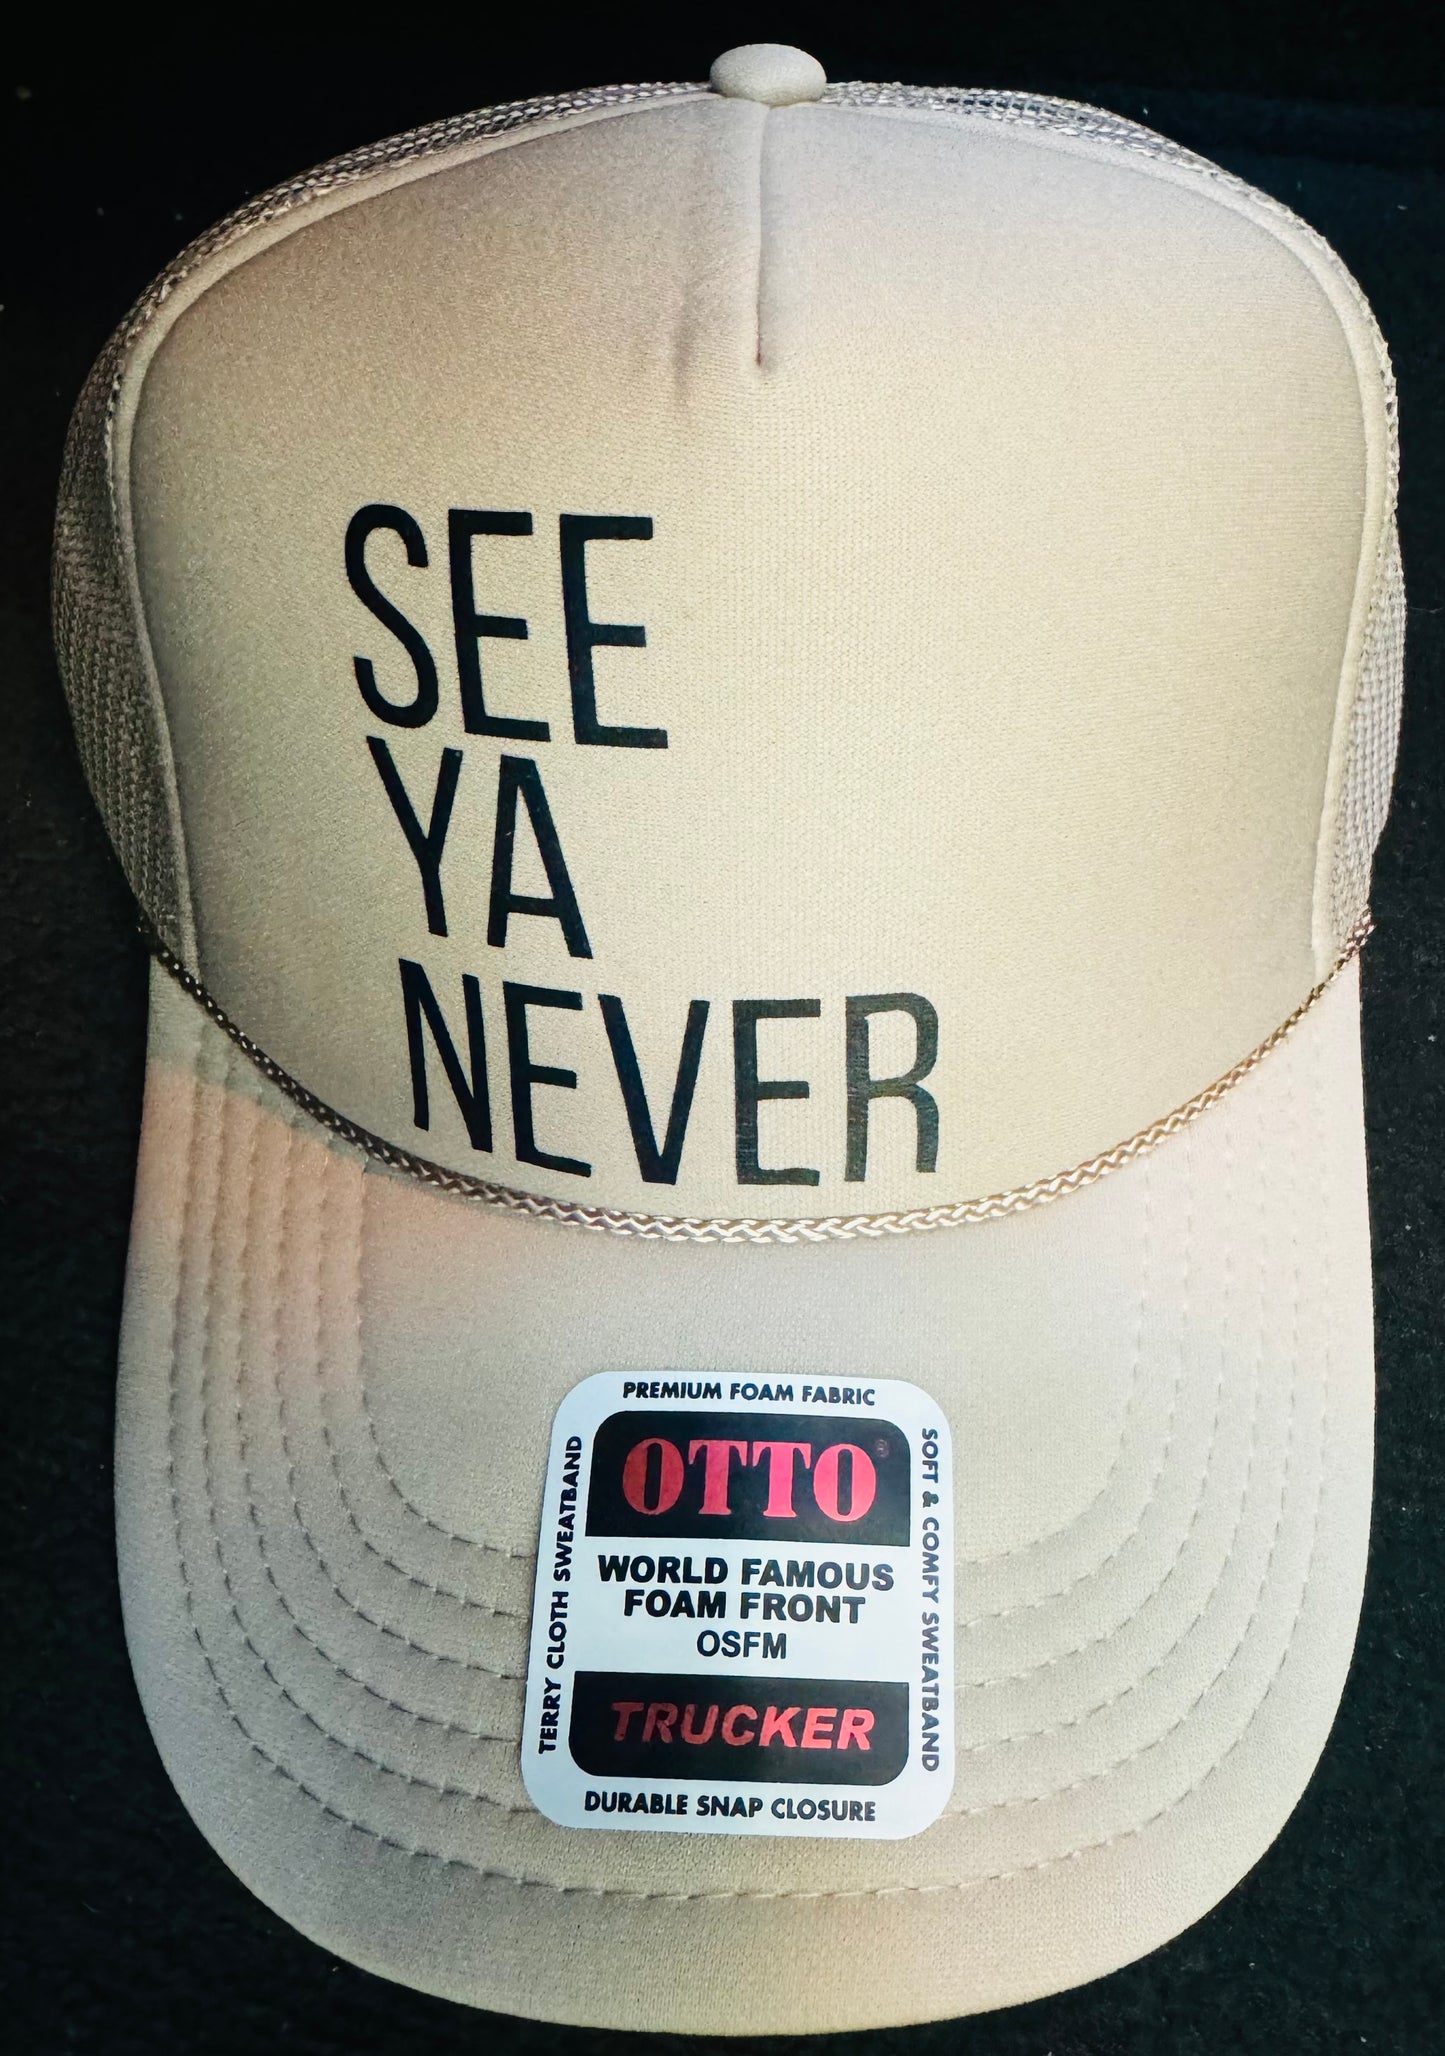 SEE
YA
NEVER
PREMIUM FOAM FABRIC
OTTO®
WORLD FAMOUS
FOAM FRONT
OSFM
TRUCKER
DURABLE SNAP CLOSURE
TERRY CLOTH SWEATBAND
SOFT & COMFY SWEATBAND